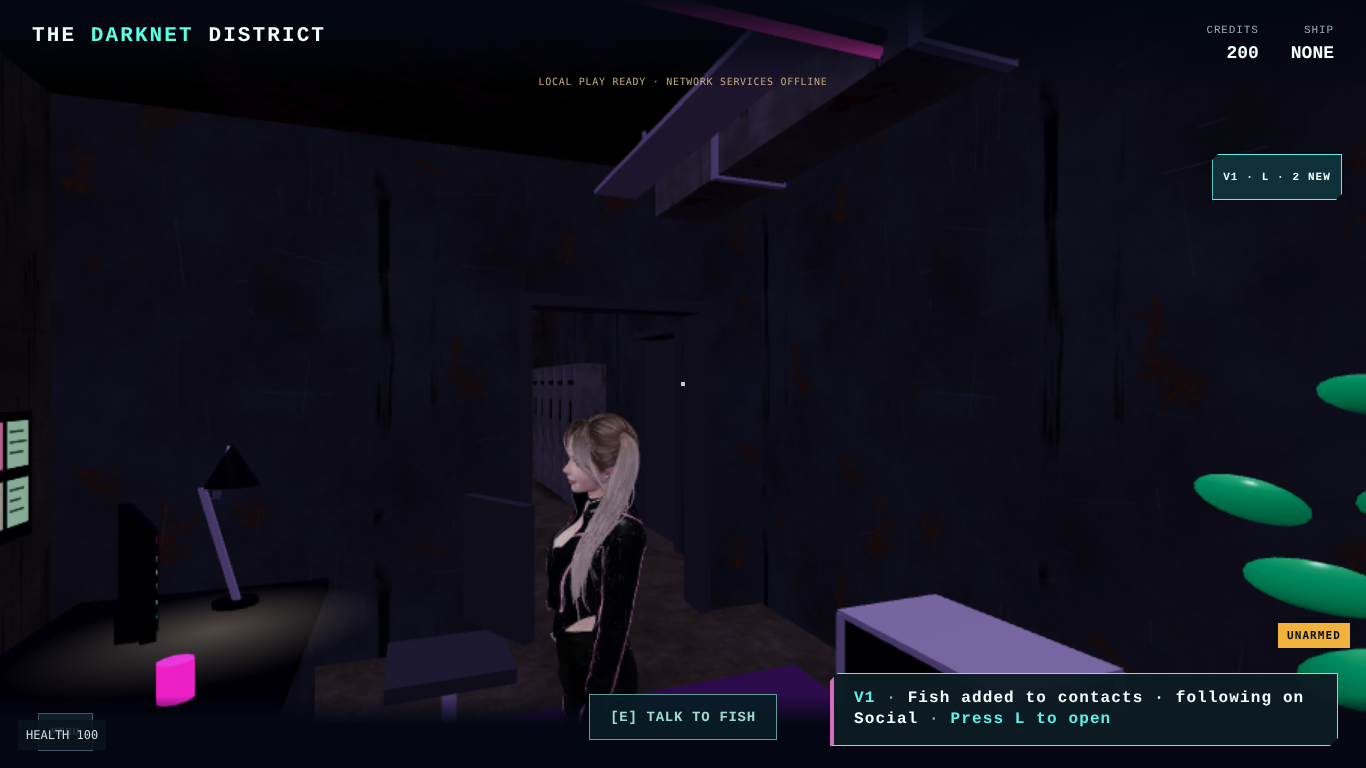 THE DARKNET DISTRICT
CREDITS
200
SHIP
NONE
LOCAL PLAY READY · NETWORK SERVICES OFFLINE
V1 · L · 2 NEW
UNARMED
[E] TALK TO FISH
V1 · Fish added to contacts · following on
Social · Press L to open
HEALTH 100